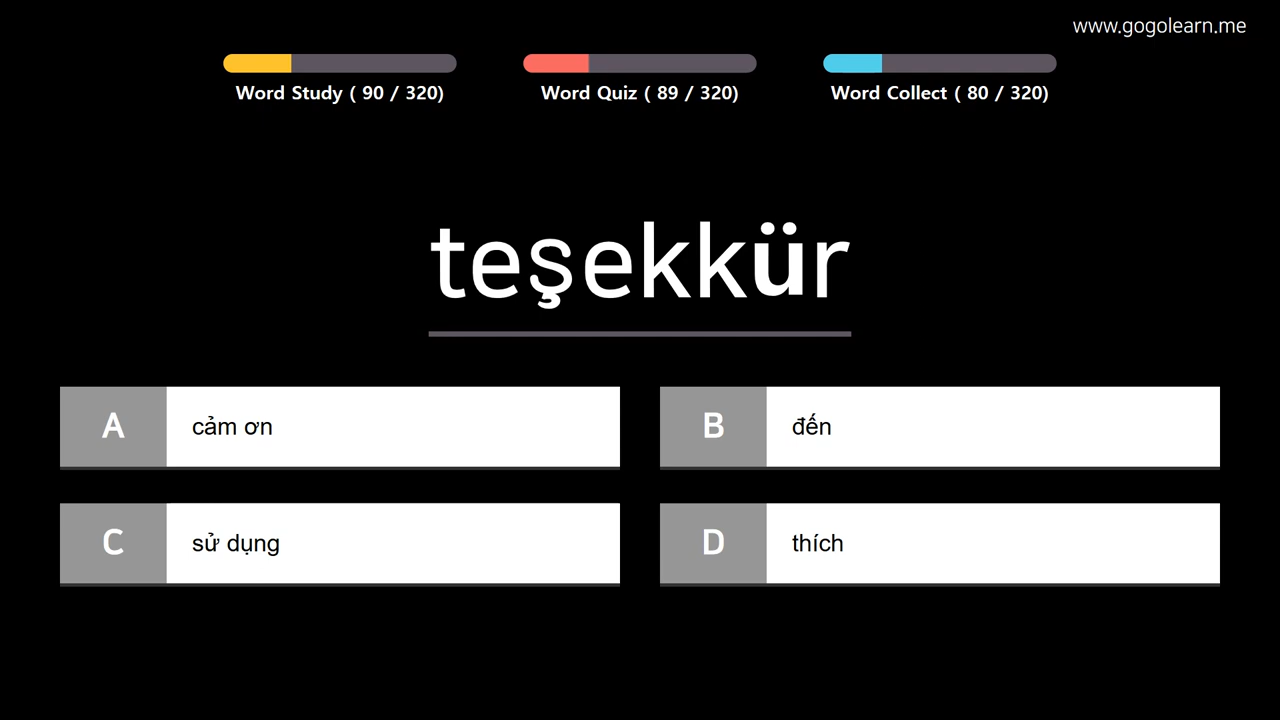 www.gogolearn.me
Word Study ( 90 / 320)
Word Quiz ( 89 / 320)
Word Collect ( 80 / 320)
teşekkür
A cảm ơn
B đến
C sử dụng
D thích